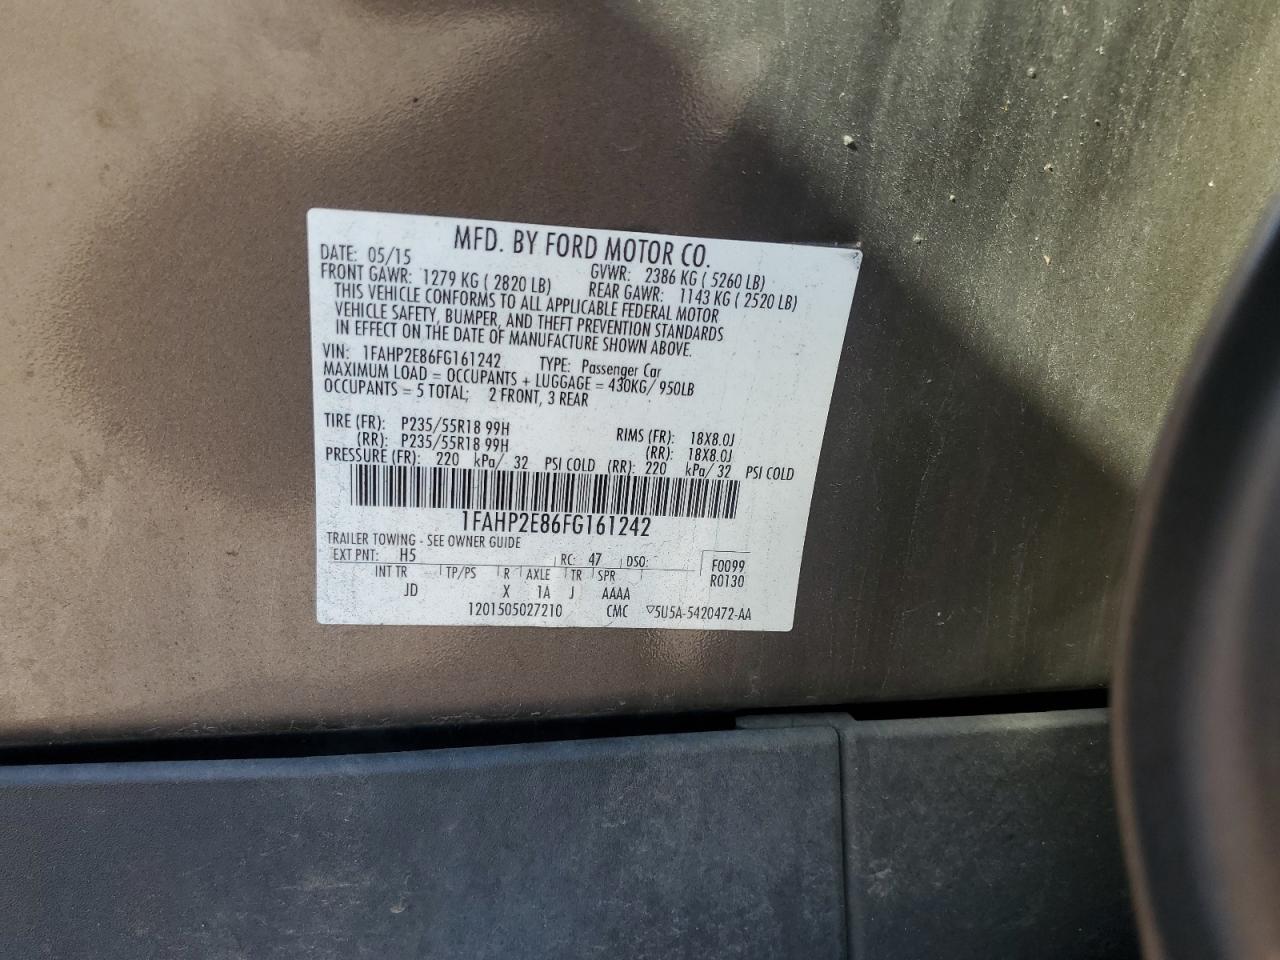 MFD. BY FORD MOTOR CO.
DATE: 05/15 GVWR: 2386 KG ( 5260 LB)
FRONT GAWR: 1279 KG ( 2820 LB) REAR GAWR: 1143 KG ( 2520 LB)
THIS VEHICLE CONFORMS TO ALL APPLICABLE FEDERAL MOTOR
VEHICLE SAFETY, BUMPER, AND THEFT PREVENTION STANDARDS
IN EFFECT ON THE DATE OF MANUFACTURE SHOWN ABOVE.
VIN: 1FAHP2E86FG161242 TYPE: Passenger Car
MAXIMUM LOAD = OCCUPANTS + LUGGAGE = 430KG/ 950LB
OCCUPANTS = 5 TOTAL; 2 FRONT, 3 REAR
TIRE (FR): P235/55R18 99H RIMS (FR): 18X8.0J
(RR): P235/55R18 99H (RR): 18X8.0J
PRESSURE (FR): 220 kPa/ 32 PSI COLD (RR): 220 kPa/ 32 PSI COLD
1FAHP2E86FG161242
TRAILER TOWING - SEE OWNER GUIDE
EXT PNT: H5 RC: 47 DSO: F0099
INT TR TP/PS R AXLE TR SPR R0130
JD X 1A J AAAA
1201505027210 CMC ▽5U5A-5420472-AA